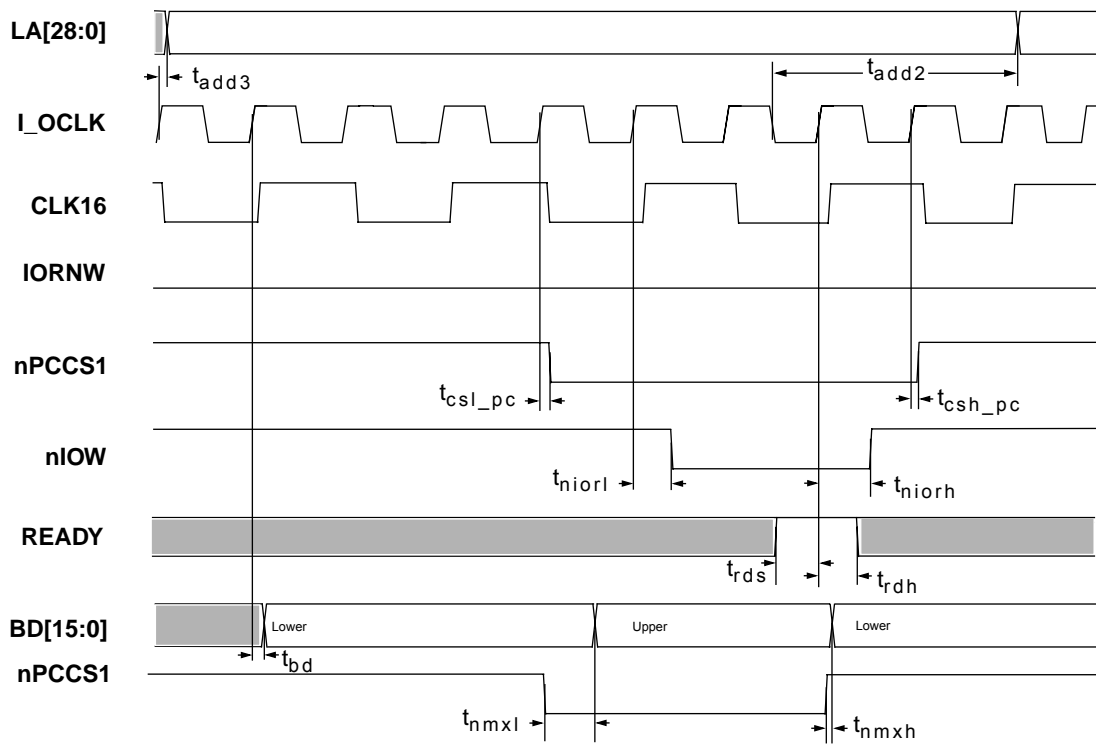 LA[28:0]
tadd3
tadd2
I_OCLK
CLK16
IORNW
nPCCS1
tcsl_pc
tcsh_pc
nIOW
tniorl
tniorh
READY
trds
trdh
BD[15:0]
Lower
Upper
Lower
tbd
nPCCS1
tnmxl
tnmxh